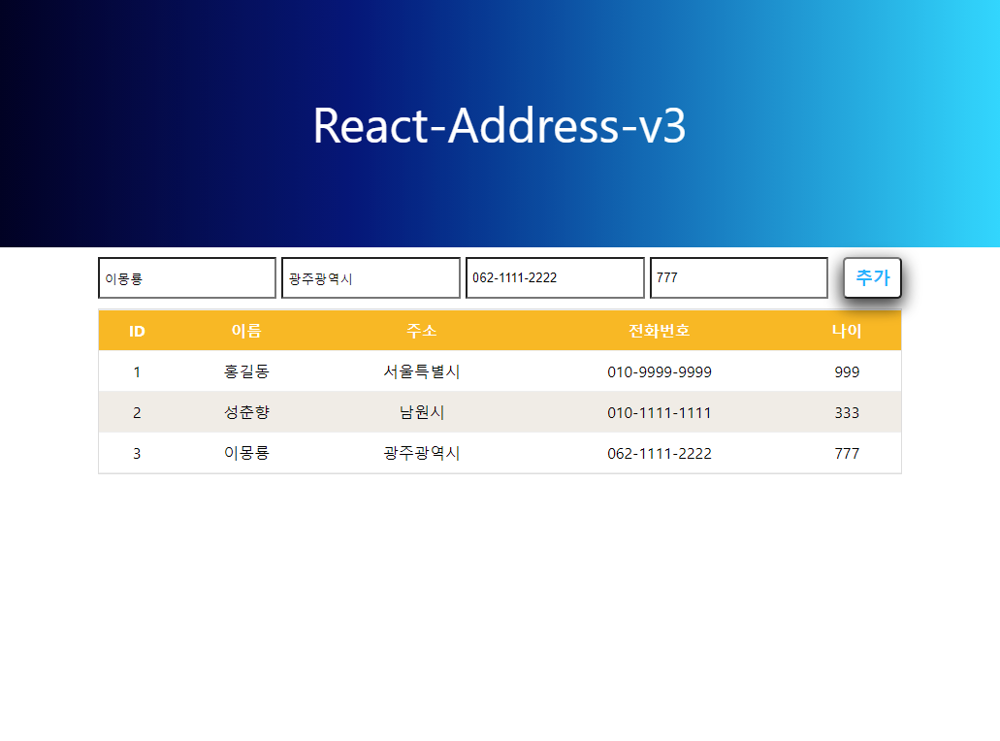 React-Address-v3
이몽룡 광주광역시 062-1111-2222 777 추가
ID 이름 주소 전화번호 나이
1 홍길동 서울특별시 010-9999-9999 999
2 성춘향 남원시 010-1111-1111 333
3 이몽룡 광주광역시 062-1111-2222 777